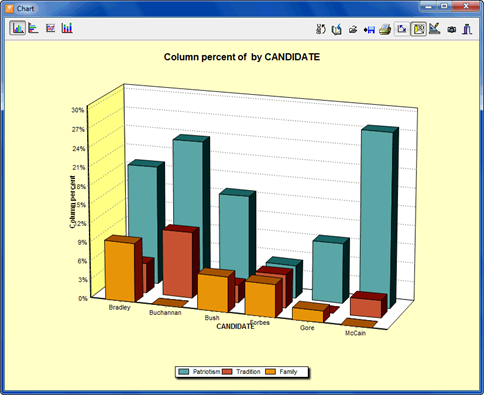 Chart
Column percent of by CANDIDATE
30%
27%
24%
21%
18%
15%
12%
9%
6%
3%
0%
Column percent
Bradley
Buchannan
Bush
Forbes
Gore
McCain
CANDIDATE
Patriotism Tradition Family